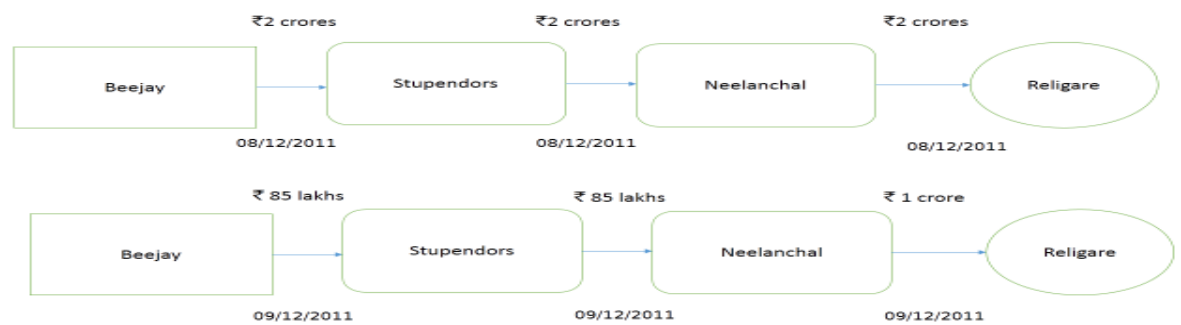 ₹2 crores ₹2 crores ₹2 crores
Beejay Stupendors Neelanchal Religare
08/12/2011 08/12/2011 08/12/2011
₹ 85 lakhs ₹ 85 lakhs ₹ 1 crore
Beejay Stupendors Neelanchal Religare
09/12/2011 09/12/2011 09/12/2011